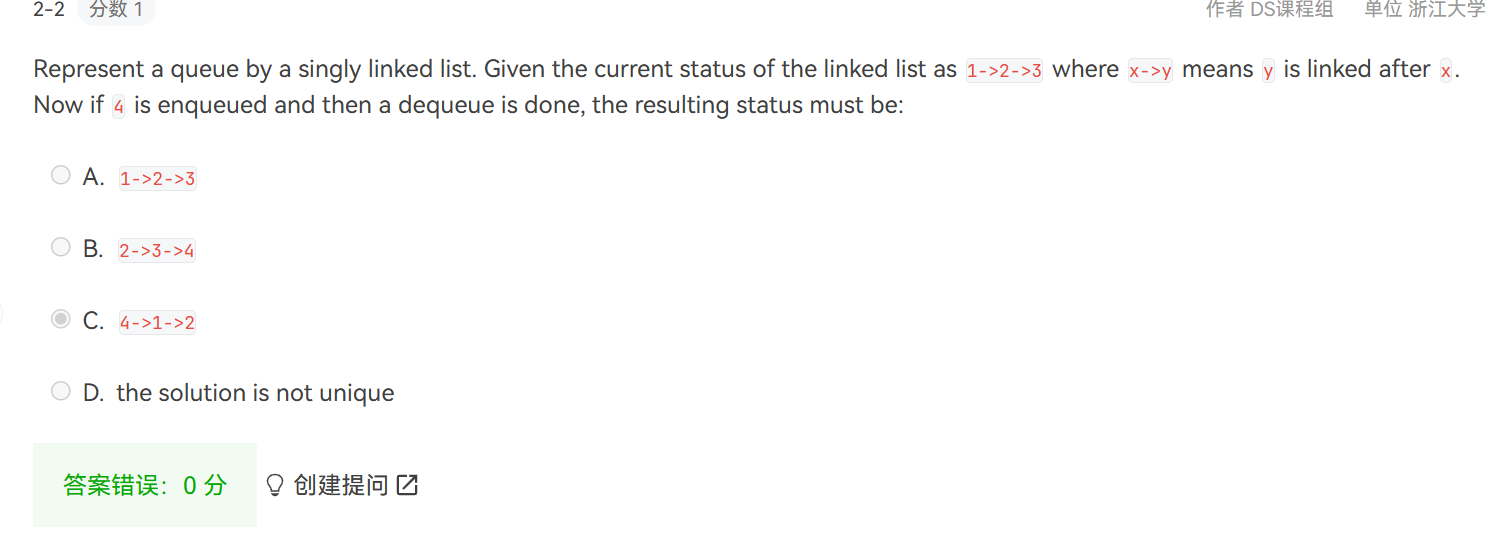 2-2 分数 1 作者 DS课程组 单位 浙江大学
Represent a queue by a singly linked list. Given the current status of the linked list as 1->2->3 where x->y means y is linked after x.
Now if 4 is enqueued and then a dequeue is done, the resulting status must be:
A. 1->2->3
B. 2->3->4
C. 4->1->2
D. the solution is not unique
答案错误：0 分 创建提问